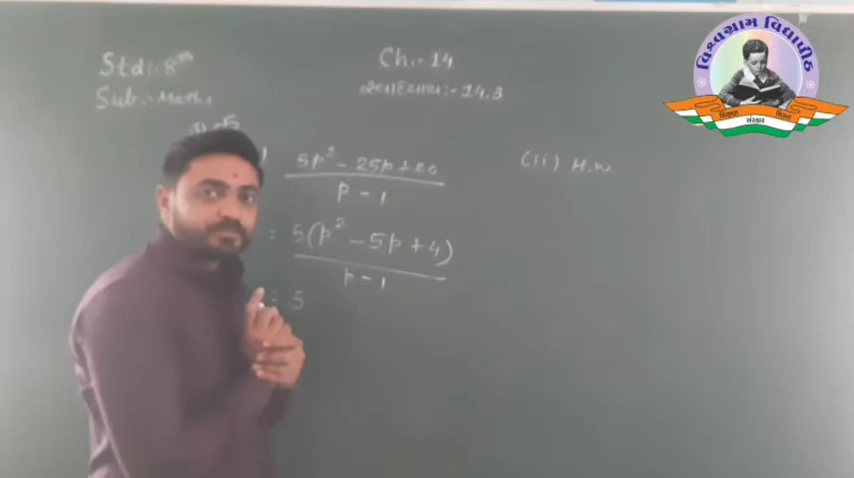 Std:- 8th
Sub:- Maths
Ch.- 14
સ્વાધ્યાય:- 14.3
વિશ્વગ્રામ વિદ્યાપીઠ
સંસ્કાર
5p² - 25p + 20
p - 1
(ii) H.W
= 5(p² - 5p + 4)
p - 1
= 5